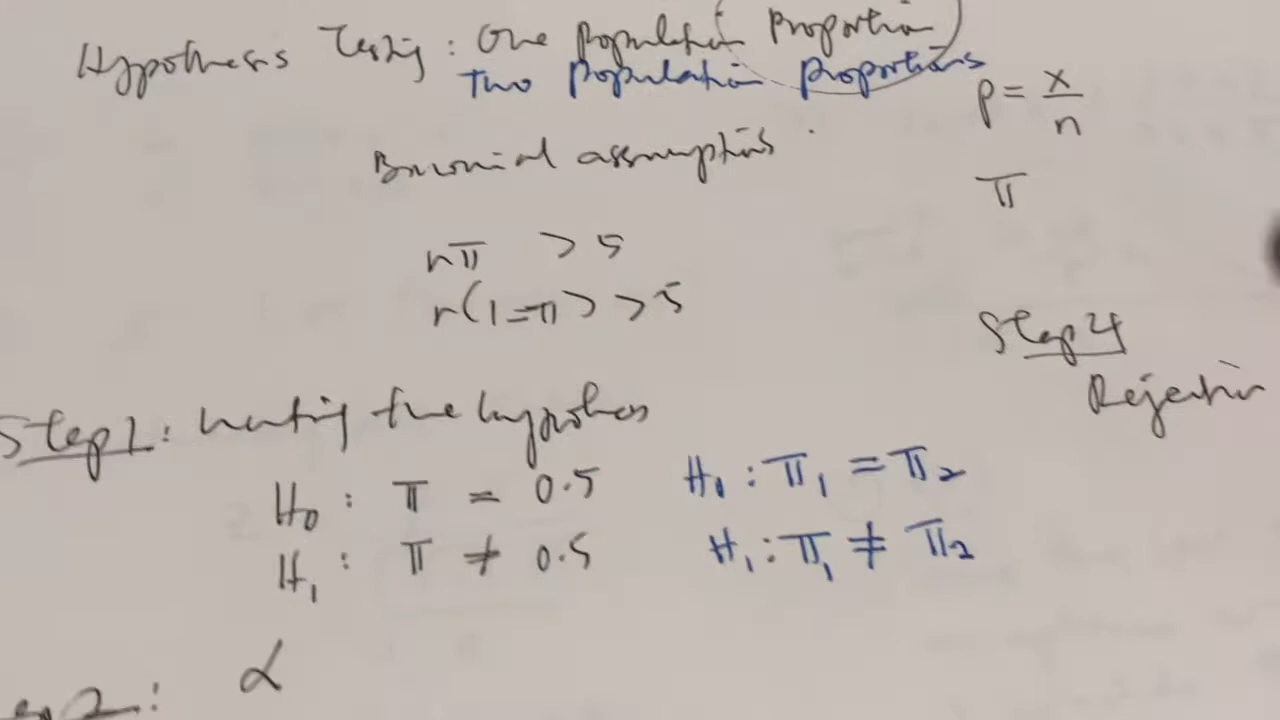 Hypothesis Testing: One Population Proportion
Two Population Proportions
p = x/n
Binomial assumptions
π
nπ > 5
n(1-π) > 5
Step 4
Rejection
Step 1: writing the hypotheses
H₀ : π = 0.5
H₁ : π ≠ 0.5
H₀ : π₁ = π₂
H₁ : π₁ ≠ π₂
2: α